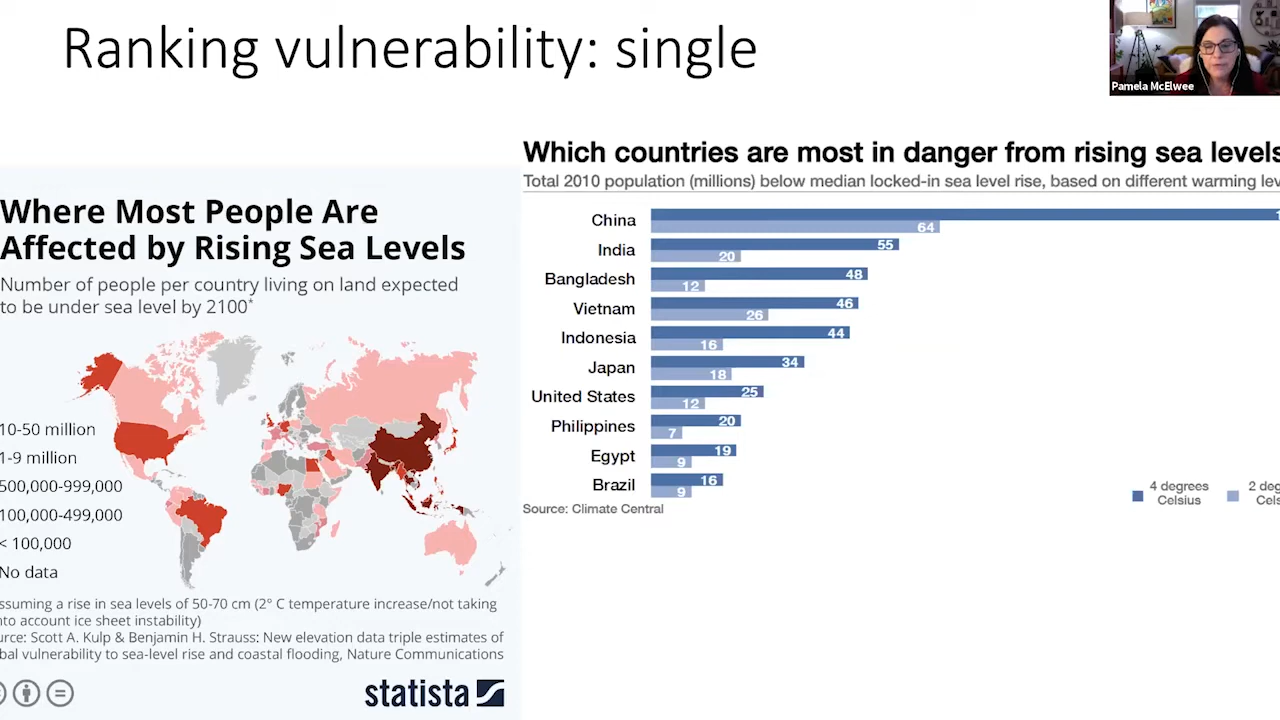 Ranking vulnerability: single
Pamela McElwee
Where Most People Are
Affected by Rising Sea Levels
Number of people per country living on land expected
to be under sea level by 2100*
10-50 million
1-9 million
500,000-999,000
100,000-499,000
< 100,000
No data
ssuming a rise in sea levels of 50-70 cm (2° C temperature increase/not taking
nto account ice sheet instability)
urce: Scott A. Kulp & Benjamin H. Strauss: New elevation data triple estimates of
bal vulnerability to sea-level rise and coastal flooding, Nature Communications
statista
Which countries are most in danger from rising sea levels
Total 2010 population (millions) below median locked-in sea level rise, based on different warming lev
China 64
India 55 20
Bangladesh 48 12
Vietnam 46 26
Indonesia 44 16
Japan 34 18
United States 25 12
Philippines 20 7
Egypt 19 9
Brazil 16 9
4 degrees
Celsius
2 deg
Cels
Source: Climate Central